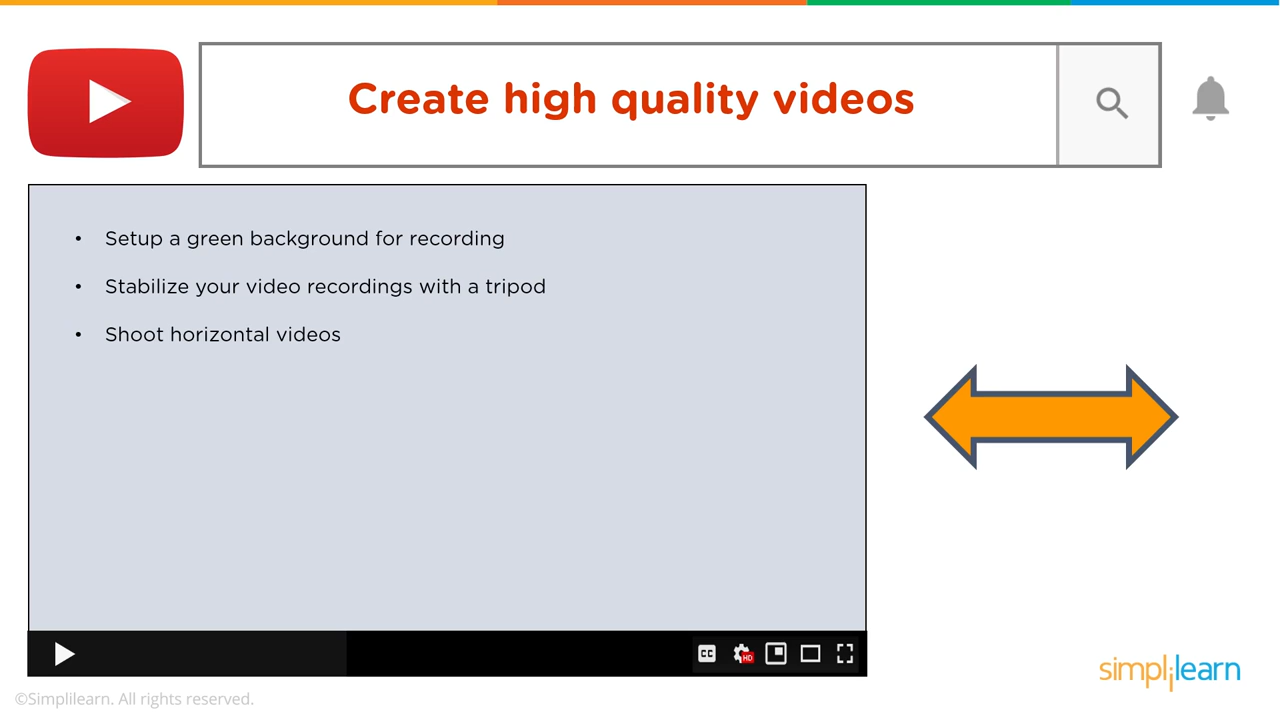 Create high quality videos
• Setup a green background for recording
• Stabilize your video recordings with a tripod
• Shoot horizontal videos
CC
HD
©Simplilearn. All rights reserved.
simplilearn